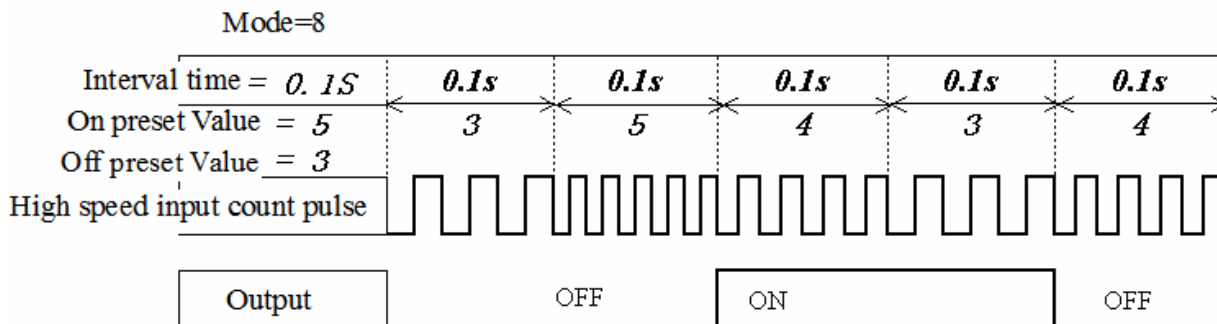 Mode=8
Interval time = 0.1S 0.1s 0.1s 0.1s 0.1s 0.1s
On preset Value = 5 3 5 4 3 4
Off preset Value = 3
High speed input count pulse
Output OFF ON OFF